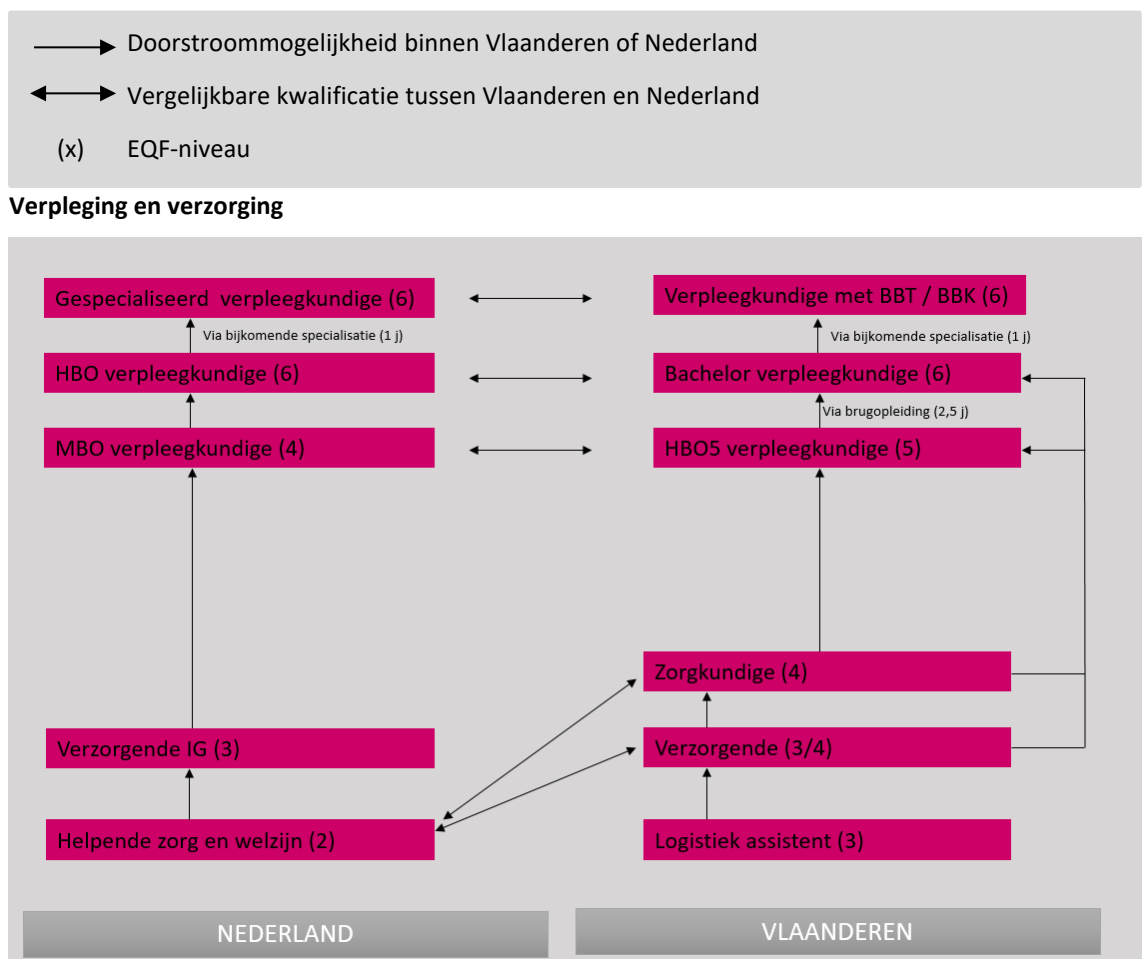 Doorstroommogelijkheid binnen Vlaanderen of Nederland
Vergelijkbare kwalificatie tussen Vlaanderen en Nederland
(x) EQF-niveau
Verpleging en verzorging
Gespecialiseerd verpleegkundige (6)
Verpleegkundige met BBT / BBK (6)
Via bijkomende specialisatie (1 j)
Via bijkomende specialisatie (1 j)
HBO verpleegkundige (6)
Bachelor verpleegkundige (6)
Via brugopleiding (2,5 j)
MBO verpleegkundige (4)
HBO5 verpleegkundige (5)
Zorgkundige (4)
Verzorgende IG (3)
Verzorgende (3/4)
Helpende zorg en welzijn (2)
Logistiek assistent (3)
NEDERLAND
VLAANDEREN